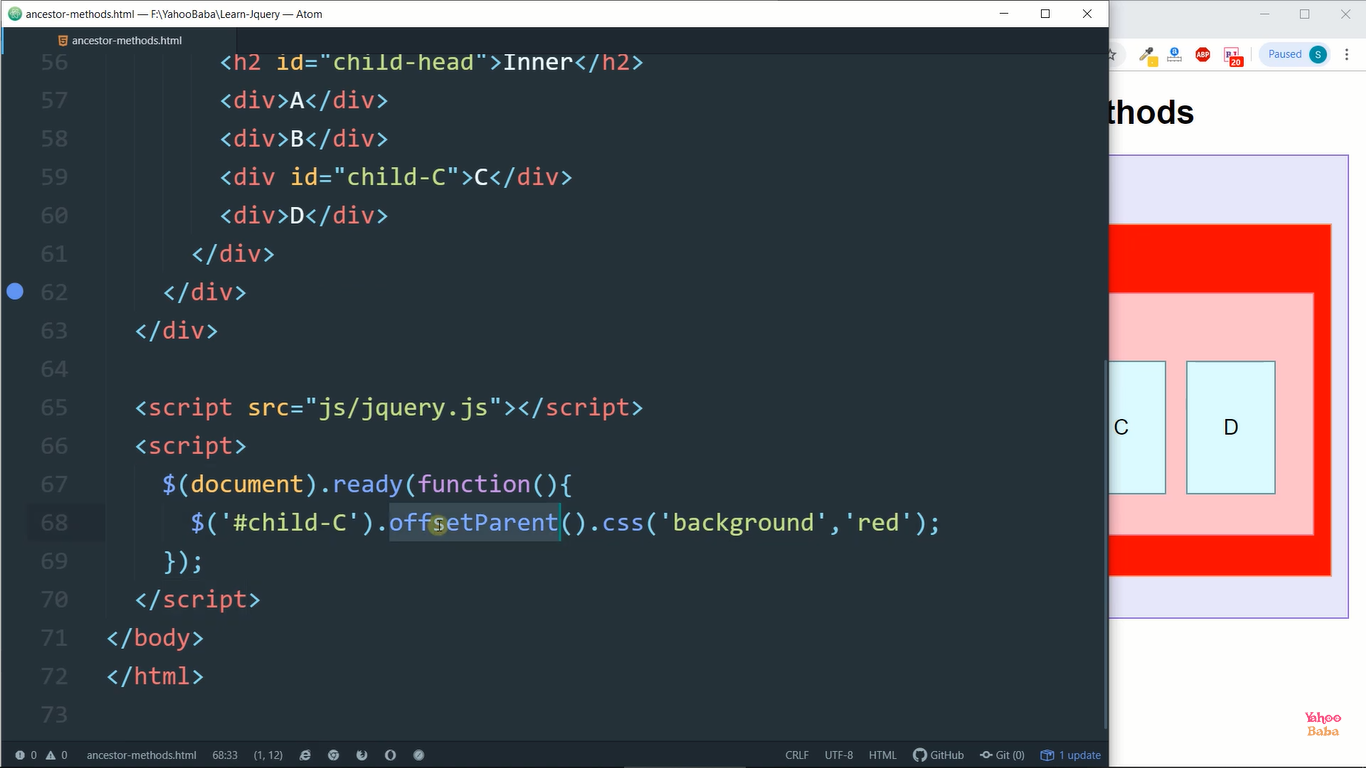 ancestor-methods.html — F:\YahooBaba\Learn-Jquery — Atom
ancestor-methods.html
56 <h2 id="child-head">Inner</h2>
57 <div>A</div>
58 <div>B</div>
59 <div id="child-C">C</div>
60 <div>D</div>
61 </div>
62 </div>
63 </div>
64
65 <script src="js/jquery.js"></script>
66 <script>
67 $(document).ready(function(){
68 $('#child-C').offsetParent().css('background','red');
69 });
70 </script>
71 </body>
72 </html>
73
0 0 ancestor-methods.html 68:33 (1, 12) CRLF UTF-8 HTML GitHub Git (0) 1 update
ABP 20 Paused S
thods
C D
Yahoo
Baba